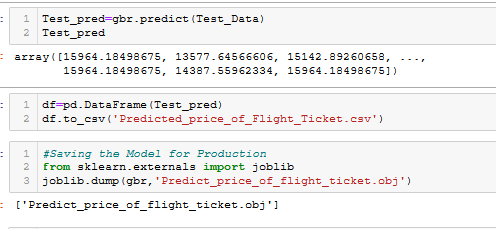 1 Test_pred=gbr.predict(Test_Data)
2 Test_pred
array([15964.18498675, 13577.64566606, 15142.89260658, ...,
15964.18498675, 14387.55962334, 15964.18498675])
1 df=pd.DataFrame(Test_pred)
2 df.to_csv('Predicted_price_of_Flight_Ticket.csv')
1 #Saving the Model for Production
2 from sklearn.externals import joblib
3 joblib.dump(gbr,'Predict_price_of_flight_ticket.obj')
['Predict_price_of_flight_ticket.obj']